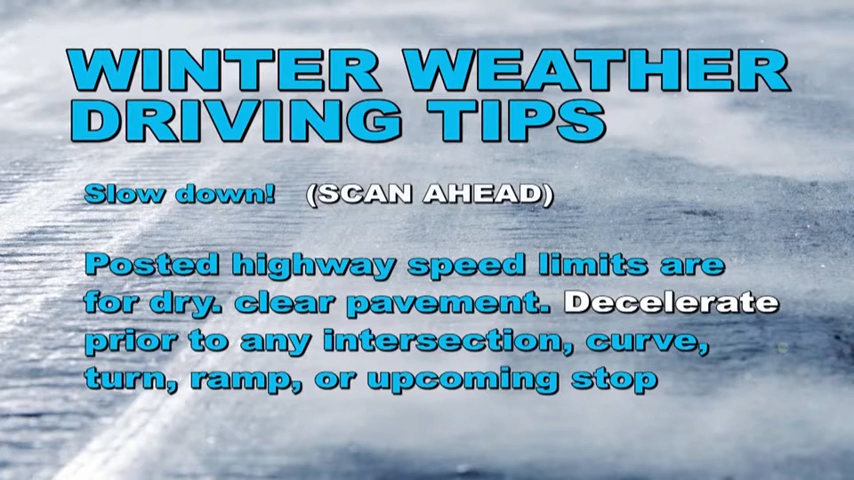 WINTER WEATHER
DRIVING TIPS
Slow down! (SCAN AHEAD)
Posted highway speed limits are
for dry. clear pavement. Decelerate
prior to any intersection, curve,
turn, ramp, or upcoming stop